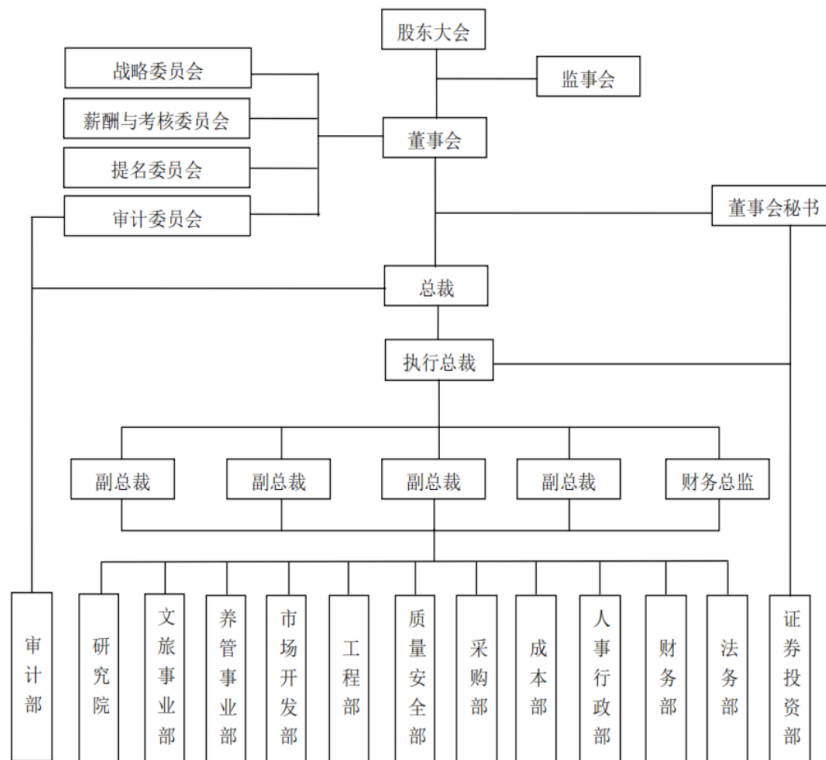 股东大会
战略委员会
监事会
薪酬与考核委员会
董事会
提名委员会
审计委员会
董事会秘书
总裁
执行总裁
副总裁
副总裁
副总裁
副总裁
财务总监
审计部
研究院
文旅事业部
养管事业部
市场开发部
工程部
质量安全部
采购部
成本部
人事行政部
财务部
法务部
证券投资部